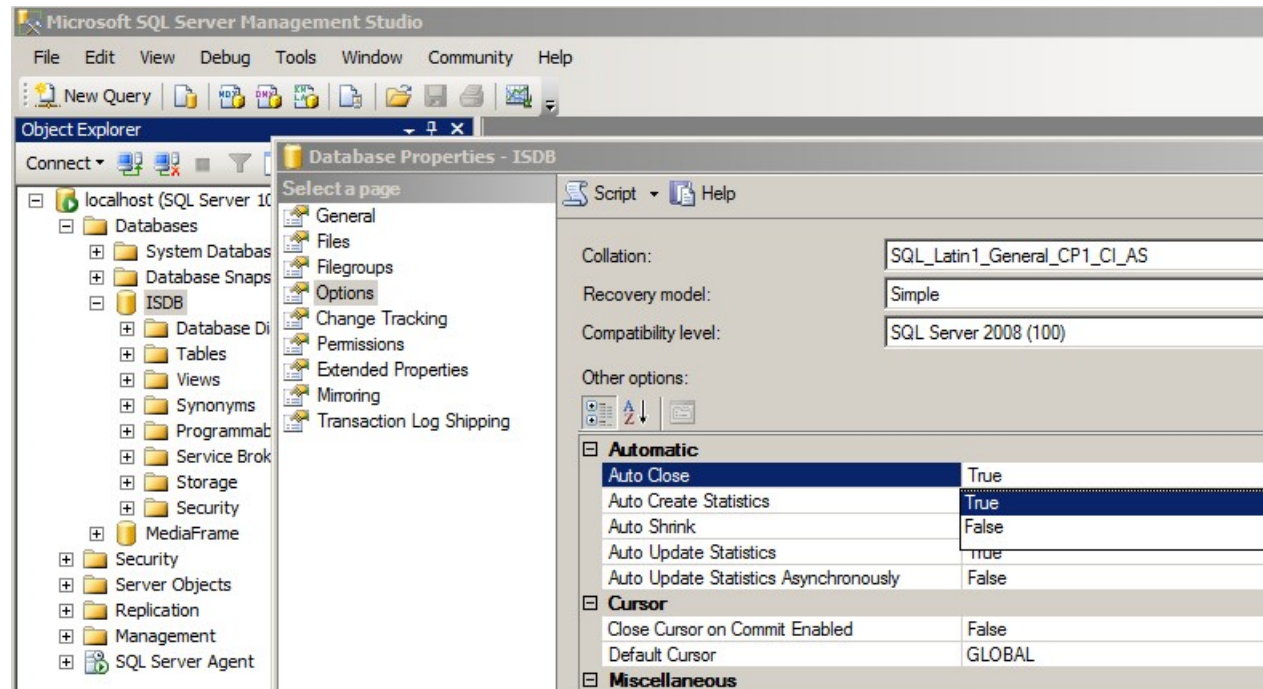 Microsoft SQL Server Management Studio
File Edit View Debug Tools Window Community Help
New Query
Object Explorer
Connect
localhost (SQL Server 10
Databases
System Databas
Database Snaps
ISDB
Database Di
Tables
Views
Synonyms
Programmab
Service Brok
Storage
Security
MediaFrame
Security
Server Objects
Replication
Management
SQL Server Agent
Database Properties - ISDB
Select a page
General
Files
Filegroups
Options
Change Tracking
Permissions
Extended Properties
Mirroring
Transaction Log Shipping
Script Help
Collation: SQL_Latin1_General_CP1_CI_AS
Recovery model: Simple
Compatibility level: SQL Server 2008 (100)
Other options:
Automatic
Auto Close True
Auto Create Statistics True
Auto Shrink False
Auto Update Statistics True
Auto Update Statistics Asynchronously False
Cursor
Close Cursor on Commit Enabled False
Default Cursor GLOBAL
Miscellaneous